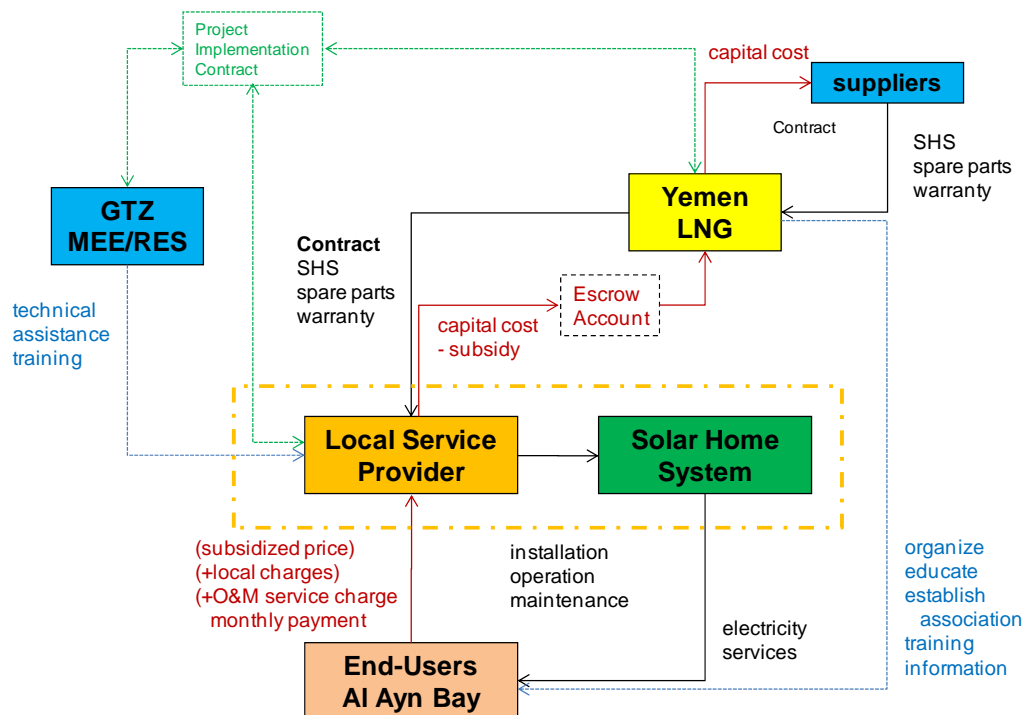 Project
Implementation
Contract
capital cost
suppliers
Contract
SHS
spare parts
warranty
GTZ
MEE/RES
Yemen
LNG
Contract
SHS
spare parts
warranty
Escrow
Account
capital cost
- subsidy
technical
assistance
training
Local Service
Provider
Solar Home
System
(subsidized price)
(+local charges)
(+O&M service charge
monthly payment
installation
operation
maintenance
organize
educate
establish
association
training
information
electricity
services
End-Users
Al Ayn Bay